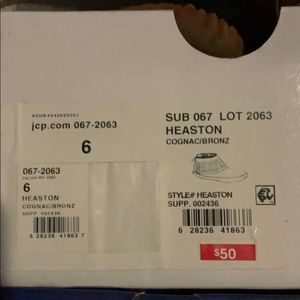 jcp.com 067-2063
6
067-2063
6
HEASTON
COGNAC/BRONZ
SUPP. 002436
6 28236 41863 7
SUB 067 LOT 2063
HEASTON
COGNAC/BRONZ
STYLE# HEASTON
SUPP. 002436
6 28236 41863
$50